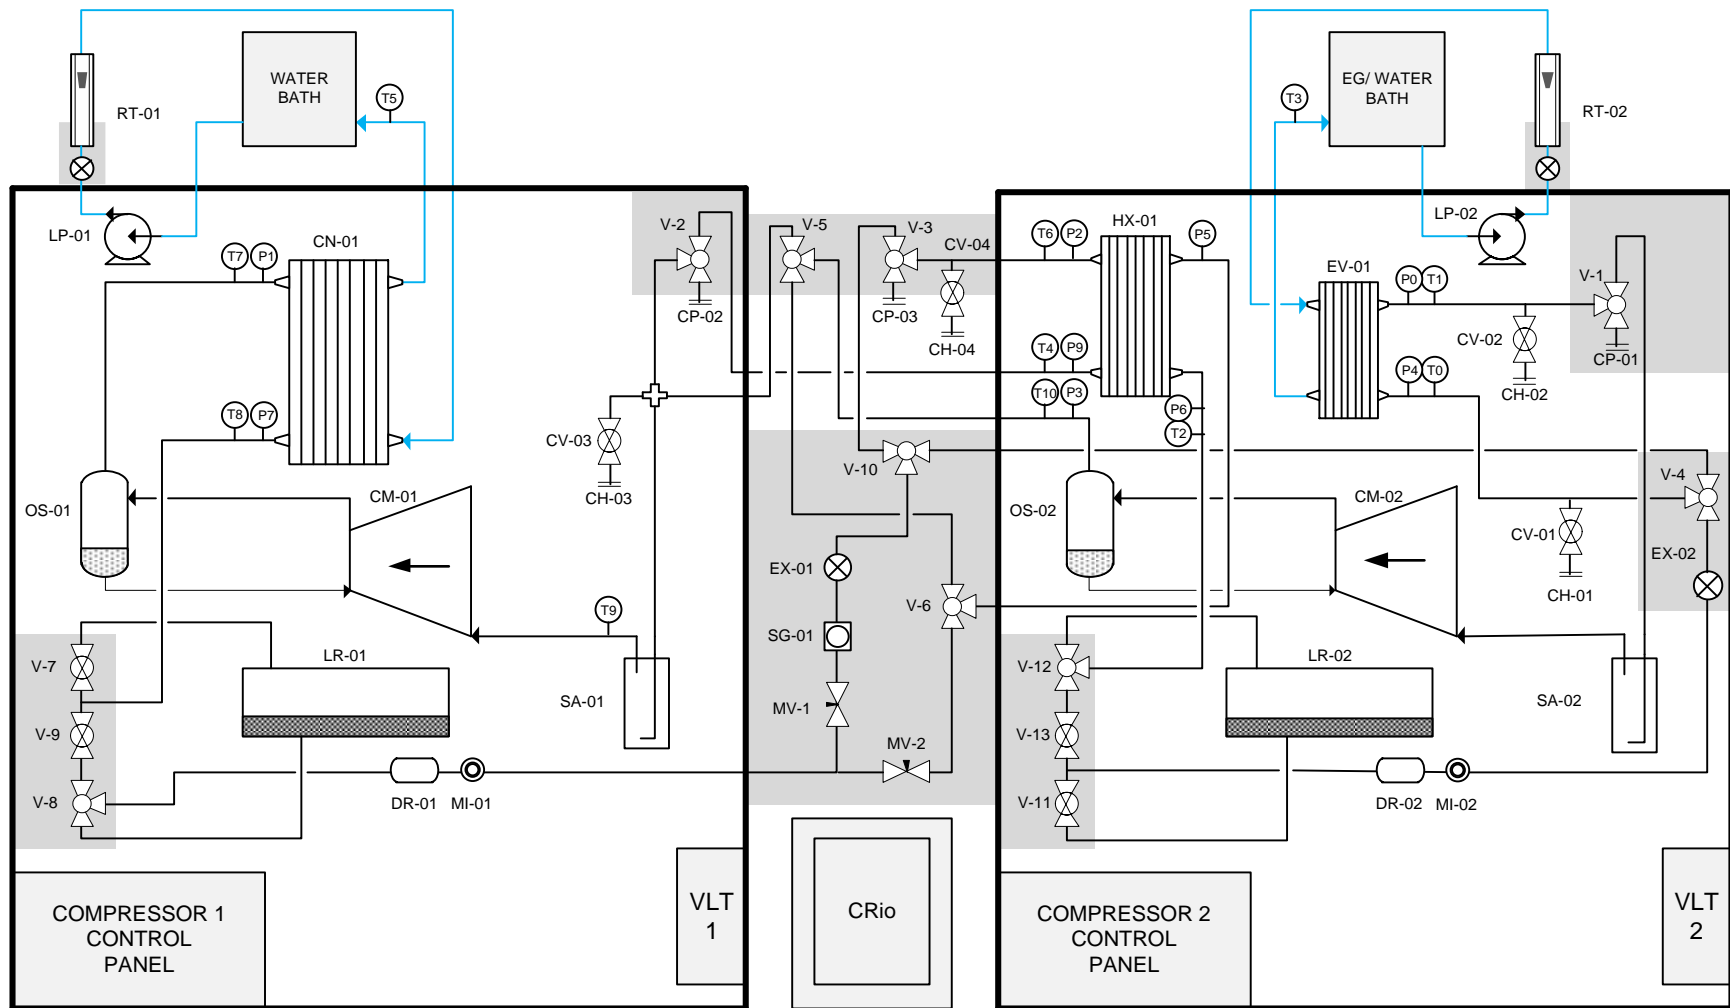 WATER
BATH
T5
RT-01
EG/ WATER
BATH
T3
RT-02
LP-01
CN-01
T7
P1
T8
P7
V-2
CP-02
V-5
V-3
CP-03
CV-04
CH-04
T6
P2
HX-01
P5
T4
P9
T10
P3
P6
T2
LP-02
EV-01
P0
T1
P4
T0
V-1
CP-01
CV-02
CH-02
CV-03
CH-03
V-10
OS-01
CM-01
OS-02
CM-02
V-4
CV-01
CH-01
EX-02
EX-01
V-6
SG-01
T9
V-7
LR-01
SA-01
MV-1
V-12
LR-02
SA-02
V-9
MV-2
V-13
V-8
DR-01
MI-01
V-11
DR-02
MI-02
COMPRESSOR 1
CONTROL
PANEL
VLT
1
CRio
COMPRESSOR 2
CONTROL
PANEL
VLT
2